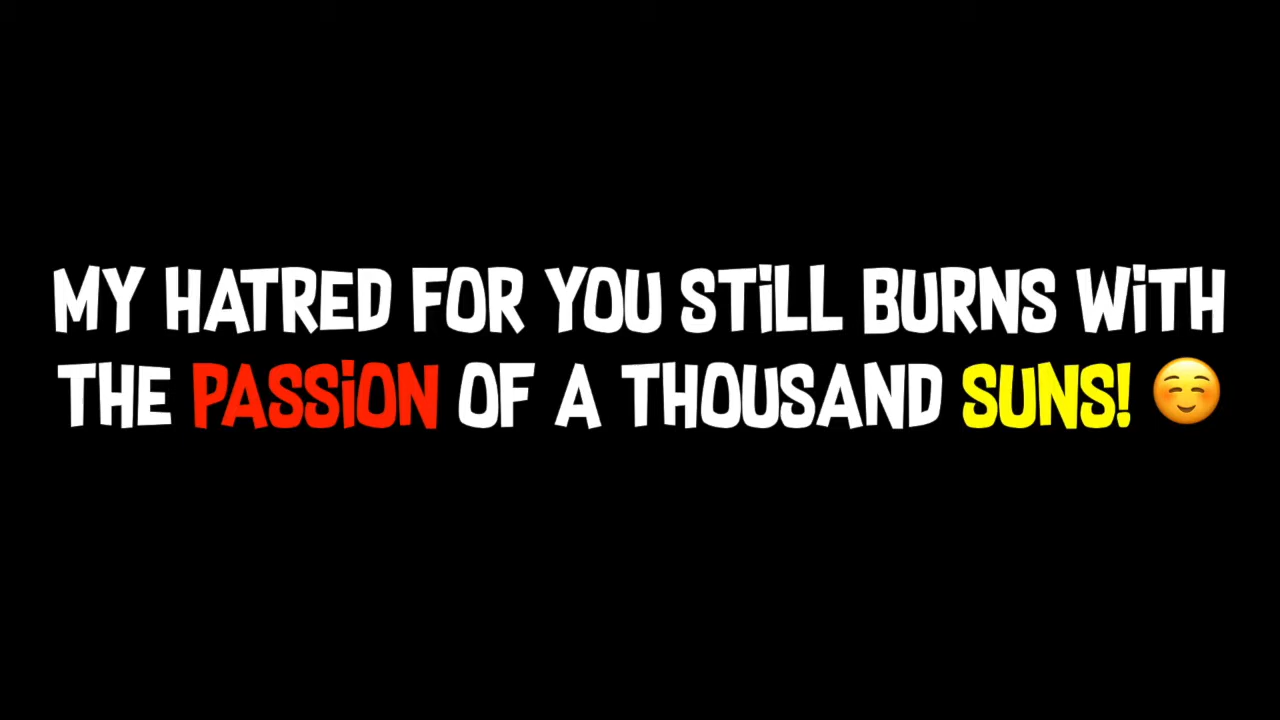 MY HATRED FOR YOU STiLL BURNS WiTH
THE PASSiON OF A THOUSAND SUNS! ☺️